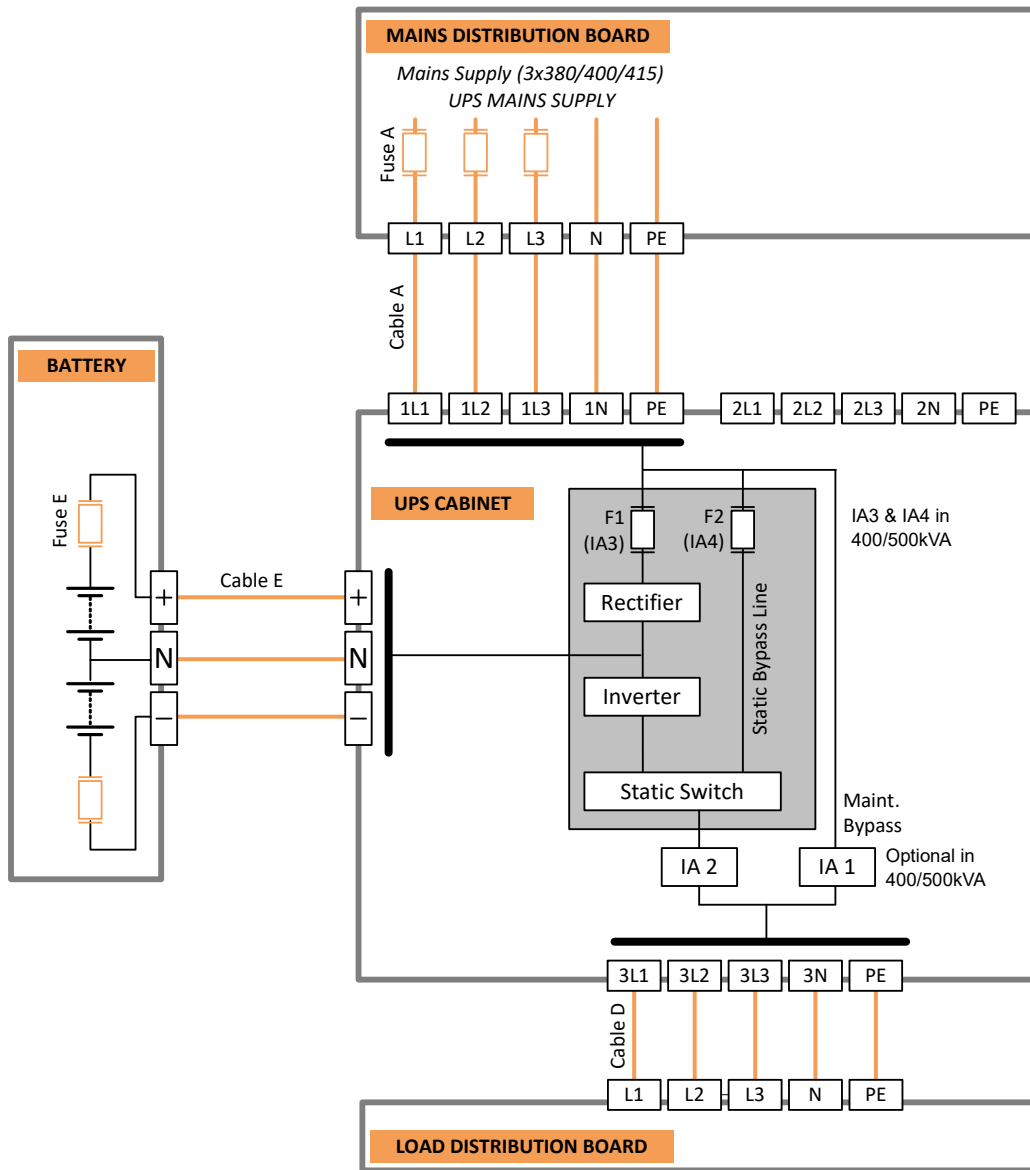 MAINS DISTRIBUTION BOARD
Mains Supply (3x380/400/415)
UPS MAINS SUPPLY
Fuse A
L1 L2 L3 N PE
Cable A
BATTERY
1L1 1L2 1L3 1N PE 2L1 2L2 2L3 2N PE
UPS CABINET
Fuse E
F1
(IA3)
F2
(IA4)
IA3 & IA4 in
400/500kVA
Cable E
+ +
Rectifier
Static Bypass Line
N N
Inverter
− −
Static Switch
Maint.
Bypass
IA 2
IA 1
Optional in
400/500kVA
3L1 3L2 3L3 3N PE
Cable D
L1 L2 L3 N PE
LOAD DISTRIBUTION BOARD